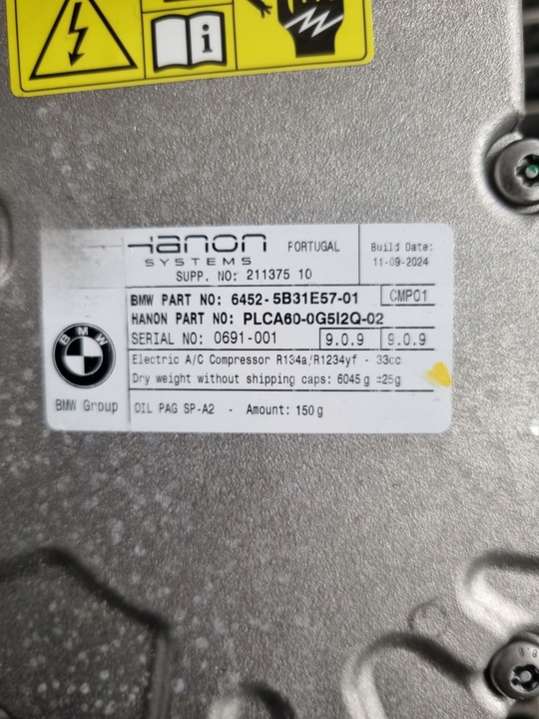 Hanon
SYSTEMS
PORTUGAL
Build Date:
11-09-2024
SUPP. NO: 211375 10
BMW PART NO: 6452-5B31E57-01
CMP01
HANON PART NO: PLCA60-0G5I2Q-02
SERIAL NO: 0691-001
9.0.9
9.0.9
Electric A/C Compressor R134a/R1234yf - 33cc
Dry weight without shipping caps: 6045g ±25g
BMW
BMW Group
OIL PAG SP-A2 - Amount: 150g